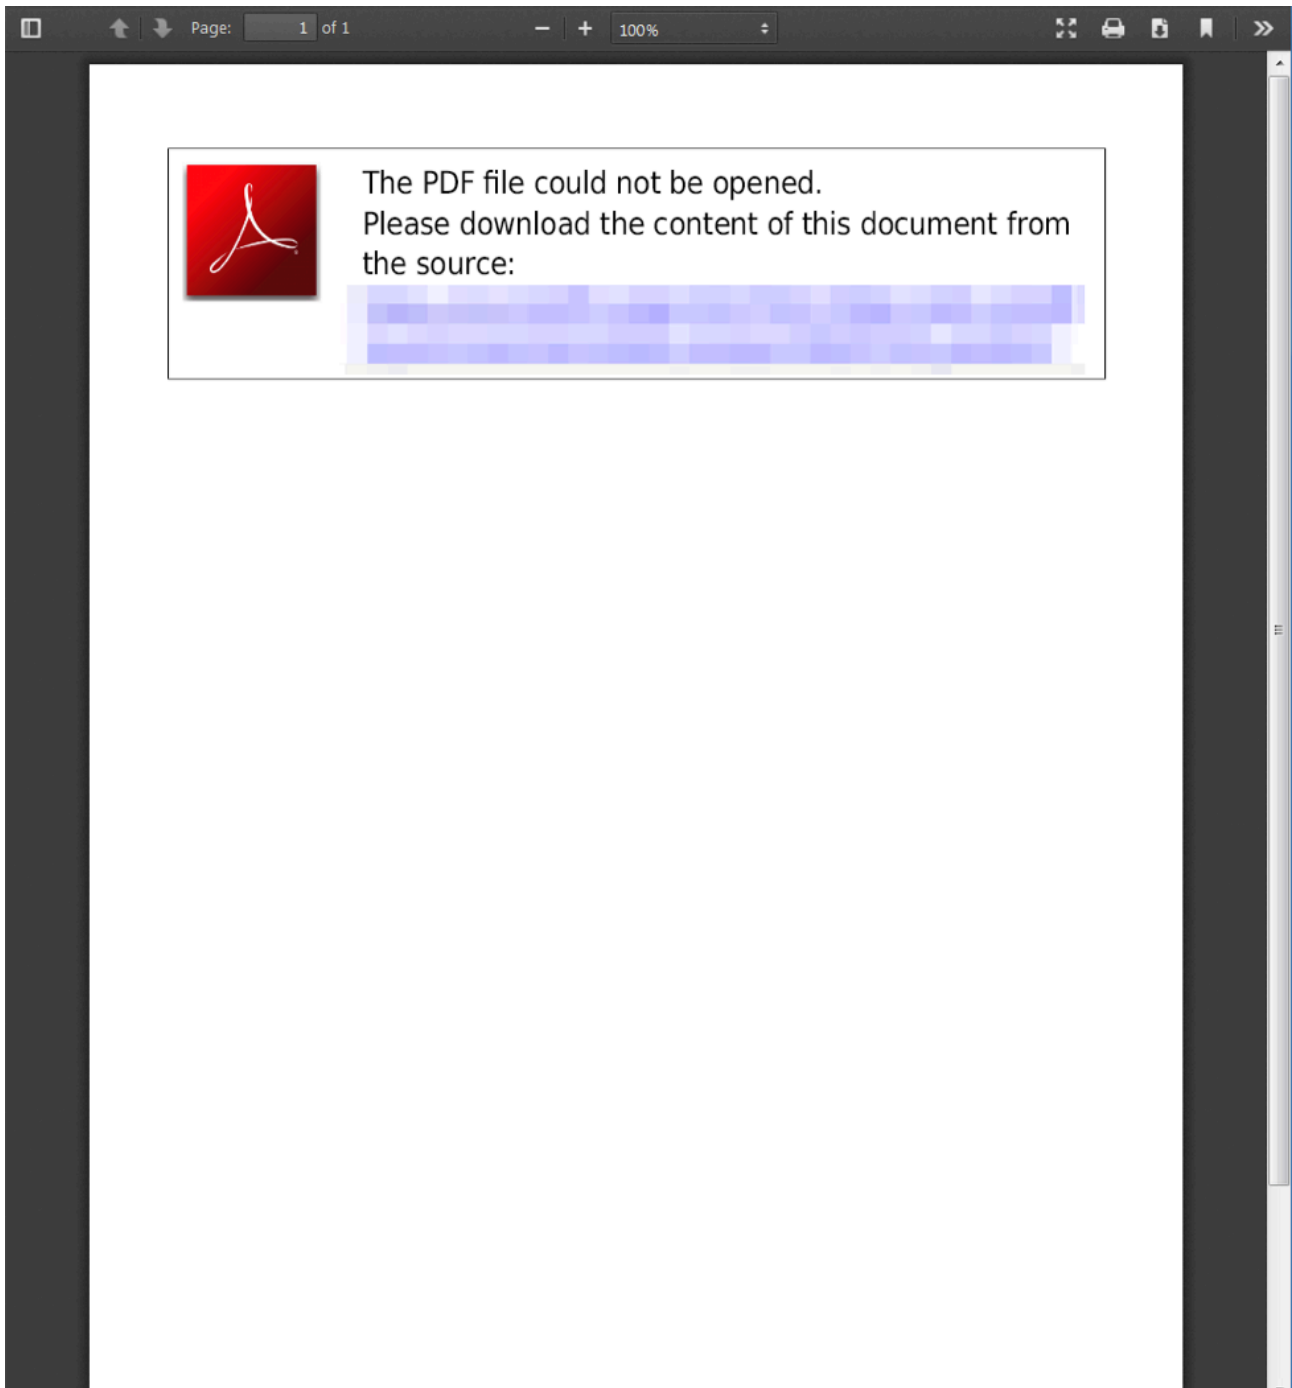 Page: 1 of 1 100%
The PDF file could not be opened.
Please download the content of this document from
the source: